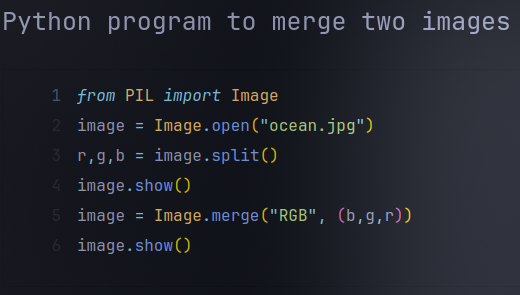 Python program to merge two images
1 from PIL import Image
2 image = Image.open("ocean.jpg")
3 r,g,b = image.split()
4 image.show()
5 image = Image.merge("RGB", (b,g,r))
6 image.show()